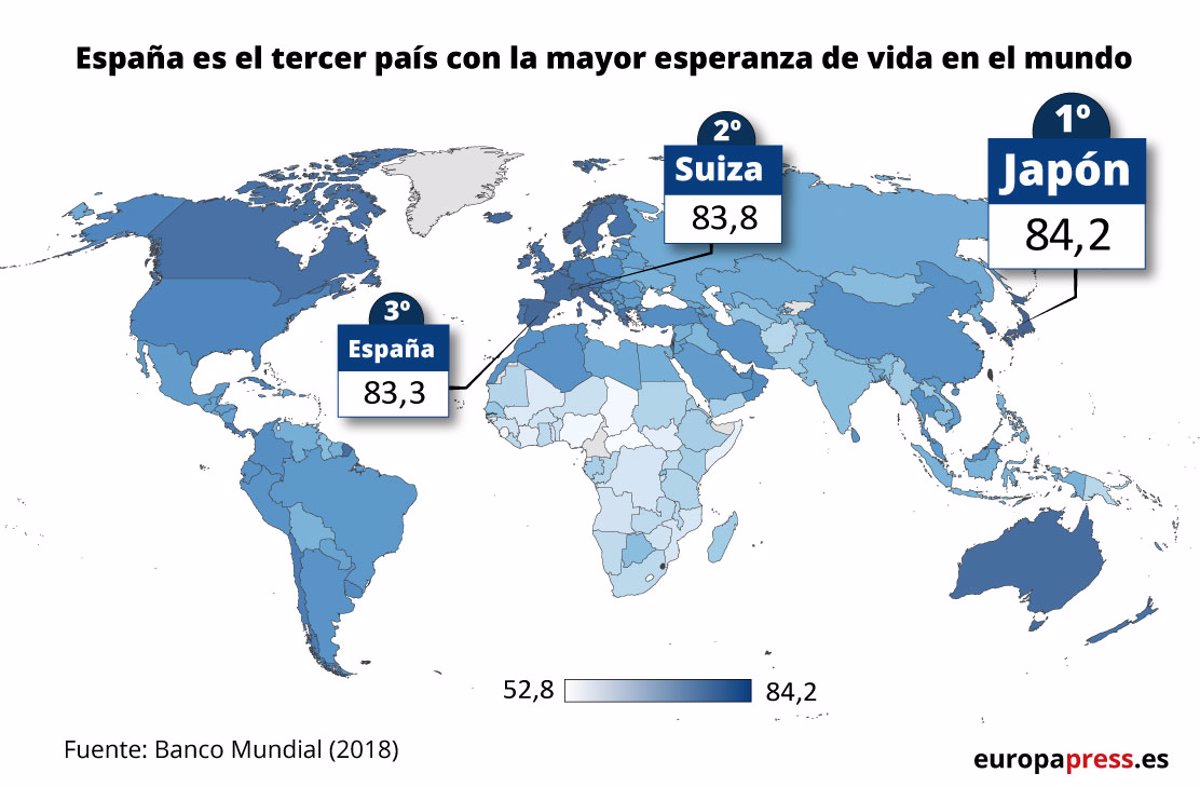 España es el tercer país con la mayor esperanza de vida en el mundo
1º
Japón
84,2
2º
Suiza
83,8
3º
España
83,3
52,8
84,2
Fuente: Banco Mundial (2018)
europapress.es